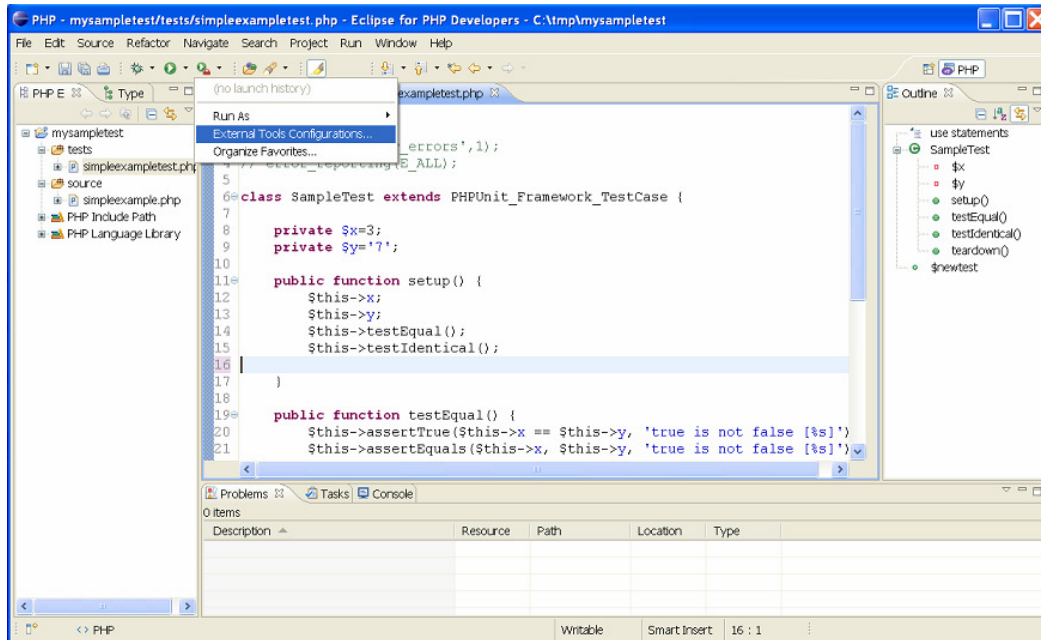 PHP - mysampletest/tests/simpleexampletest.php - Eclipse for PHP Developers - C:\tmp\mysampletest
File Edit Source Refactor Navigate Search Project Run Window Help
PHP
PHP E Type
(no launch history)
Run As
External Tools Configurations...
Organize Favorites...
mysampletest
tests
simpleexampletest.php
source
simpleexample.php
PHP Include Path
PHP Language Library
exampletest.php
_errors',1);
4 // error_reporting(E_ALL);
5
6 class SampleTest extends PHPUnit_Framework_TestCase {
7
8 private $x=3;
9 private $y='7';
10
11 public function setup() {
12 $this->x;
13 $this->y;
14 $this->testEqual();
15 $this->testIdentical();
16
17 }
18
19 public function testEqual() {
20 $this->assertTrue($this->x == $this->y, 'true is not false [%s]')
21 $this->assertEquals($this->x, $this->y, 'true is not false [%s]')
Outline
use statements
SampleTest
$x
$y
setup()
testEqual()
testIdentical()
teardown()
$newtest
Problems Tasks Console
0 items
Description Resource Path Location Type
PHP Writable Smart Insert 16 : 1